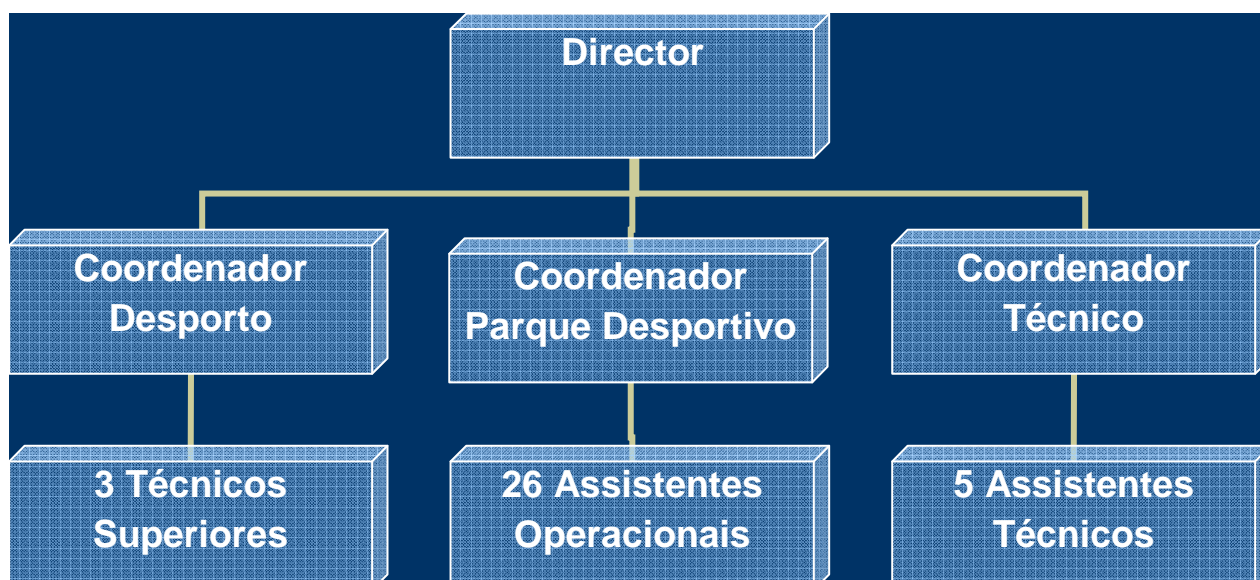 Director
Coordenador
Desporto
Coordenador
Parque Desportivo
Coordenador
Técnico
3 Técnicos
Superiores
26 Assistentes
Operacionais
5 Assistentes
Técnicos